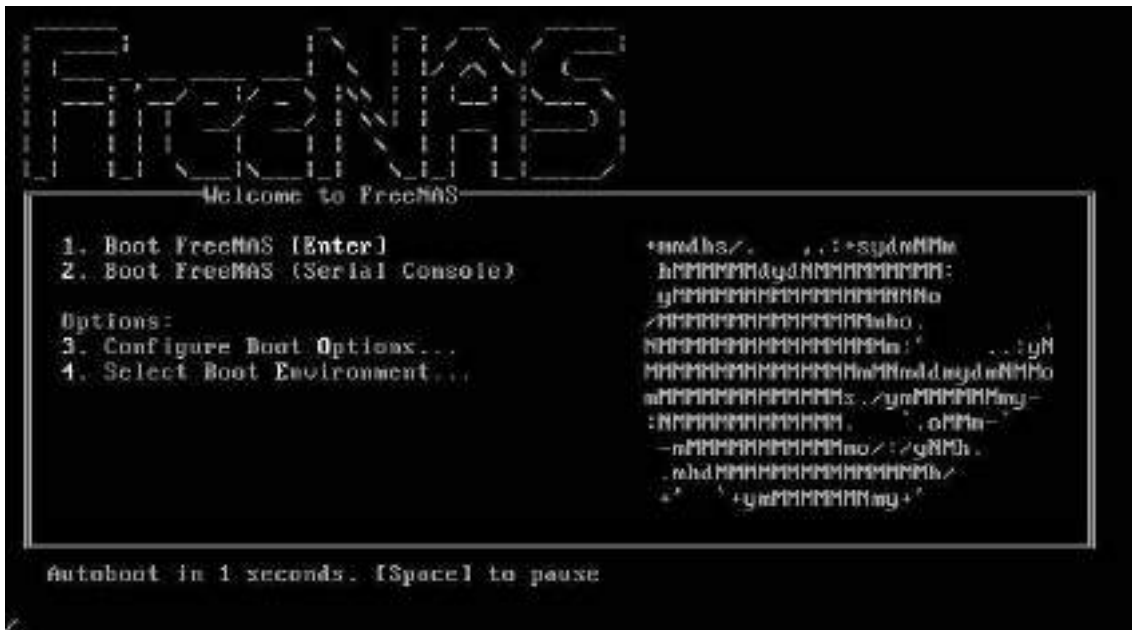 FreeNAS
Welcome to FreeNAS
1. Boot FreeNAS [Enter]
2. Boot FreeNAS (Serial Console)
Options:
3. Configure Boot Options...
4. Select Boot Environment...
Autoboot in 1 seconds. [Space] to pause